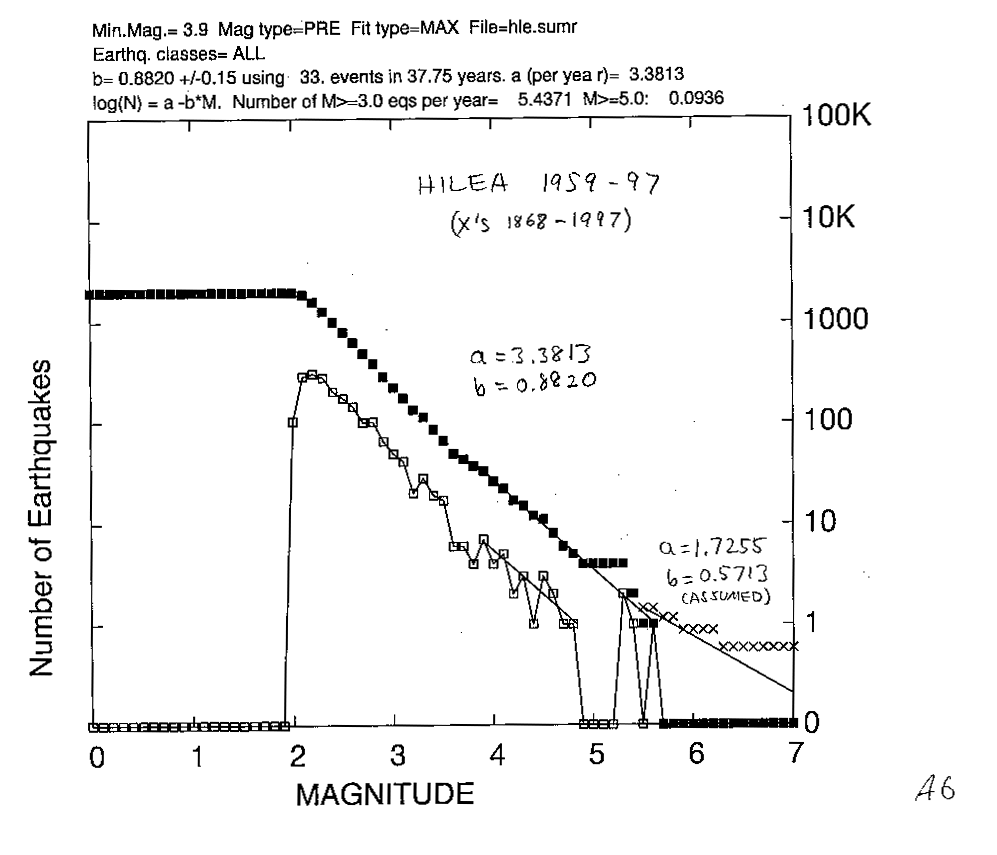 Min.Mag.= 3.9 Mag type=PRE Fit type=MAX File=hle.sumr
Earthq. classes= ALL
b= 0.8820 +/-0.15 using 33. events in 37.75 years. a (per yea r)= 3.3813
log(N) = a -b*M. Number of M>=3.0 eqs per year= 5.4371 M>=5.0: 0.0936
100K
HILEA 1959-97
(X's 1868-1997)
10K
1000
a = 3.3813
b = 0.8820
100
10
a = 1.7255
b = 0.5713
(ASSUMED)
1
0
Number of Earthquakes
0 1 2 3 4 5 6 7
MAGNITUDE
A6